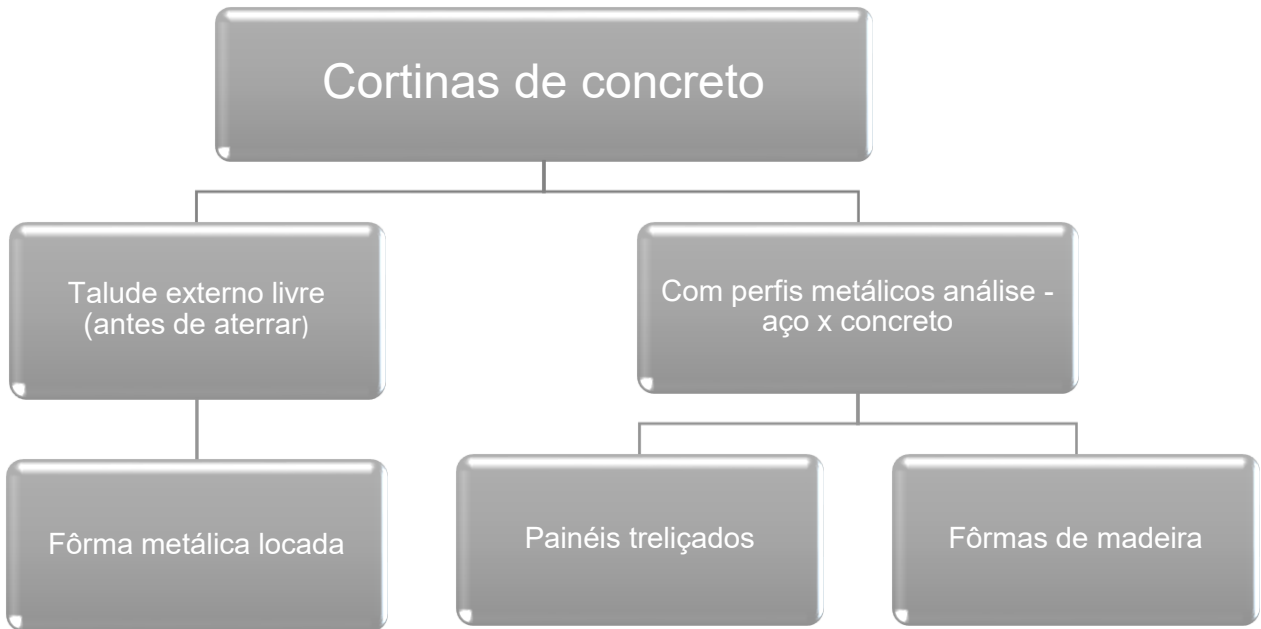 Cortinas de concreto
Talude externo livre
(antes de aterrar)
Com perfis metálicos análise -
aço x concreto
Fôrma metálica locada
Painéis treliçados
Fôrmas de madeira